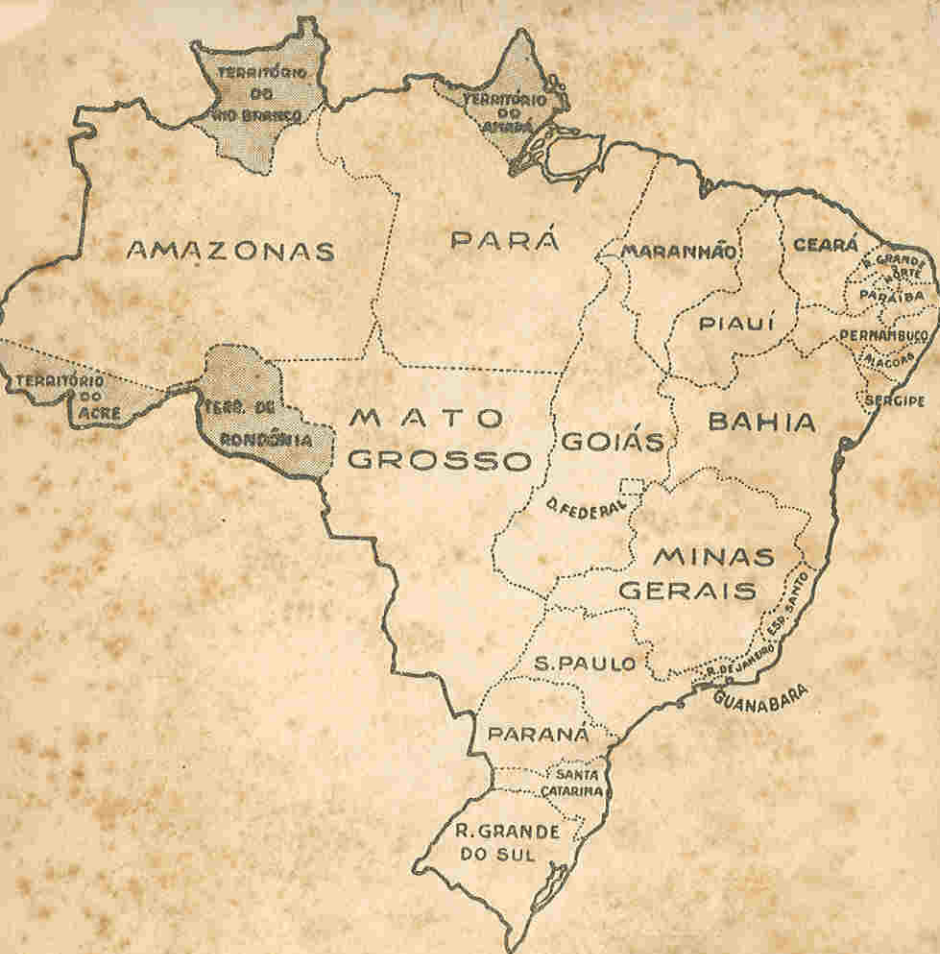 TERRITÓRIO
DO
RIO BRANCO
TERRITÓRIO
DO
AMAPÁ
AMAZONAS
PARÁ
MARANHÃO
CEARÁ
R. GRANDE
NORTE
PARAÍBA
PIAUÍ
PERNAMBUCO
ALAGOAS
SERGIPE
TERRITÓRIO
DO
ACRE
TERR. DE
RONDÔNIA
MATO
GROSSO
GOIÁS
BAHIA
D. FEDERAL
MINAS
GERAIS
ESP. SANTO
R. DE JANEIRO
GUANABARA
S. PAULO
PARANÁ
SANTA
CATARINA
R. GRANDE
DO SUL